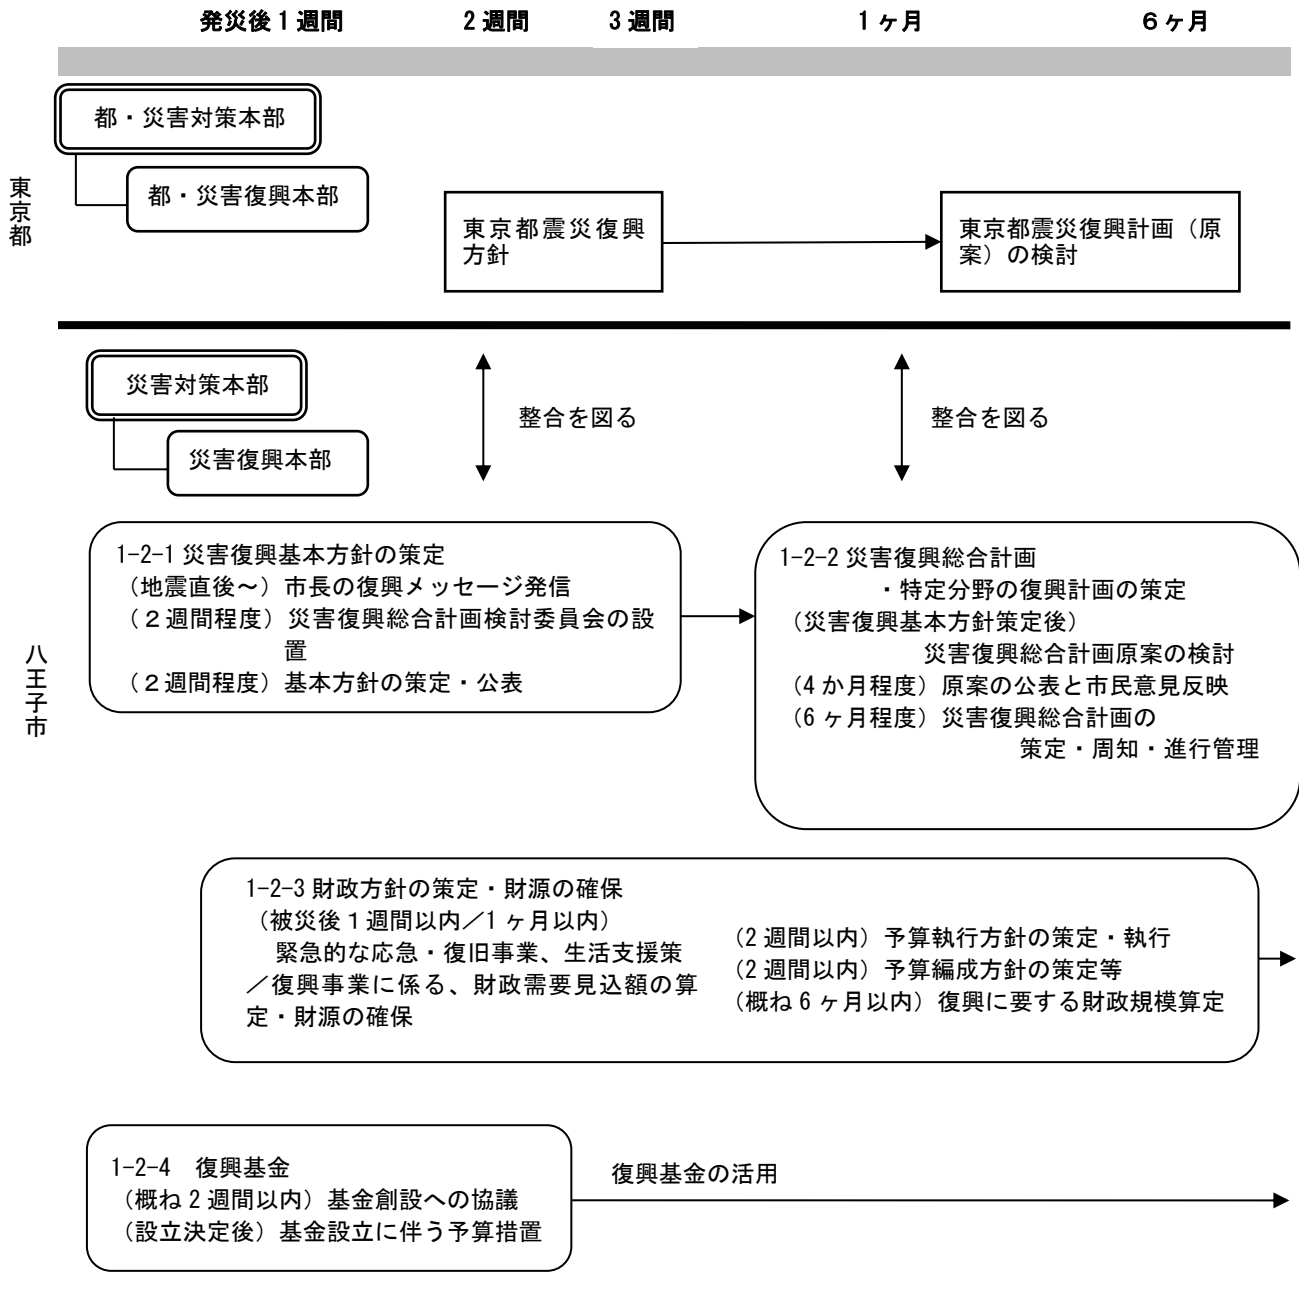 発災後1週間
2週間
3週間
1ヶ月
6ヶ月
東京都
都・災害対策本部
都・災害復興本部
東京都震災復興
方針
東京都震災復興計画（原
案）の検討
八王子市
災害対策本部
災害復興本部
整合を図る
整合を図る
1-2-1 災害復興基本方針の策定
（地震直後～）市長の復興メッセージ発信
（２週間程度）災害復興総合計画検討委員会の設
置
（２週間程度）基本方針の策定・公表
1-2-2 災害復興総合計画
・特定分野の復興計画の策定
（災害復興基本方針策定後）
災害復興総合計画原案の検討
（4か月程度）原案の公表と市民意見反映
（6ヶ月程度）災害復興総合計画の
策定・周知・進行管理
1-2-3 財政方針の策定・財源の確保
（被災後１週間以内／1ヶ月以内）
緊急的な応急・復旧事業、生活支援策
／復興事業に係る、財政需要見込額の算
定・財源の確保
（2週間以内）予算執行方針の策定・執行
（2週間以内）予算編成方針の策定等
（概ね6ヶ月以内）復興に要する財政規模算定
1-2-4　復興基金
（概ね2週間以内）基金創設への協議
（設立決定後）基金設立に伴う予算措置
復興基金の活用